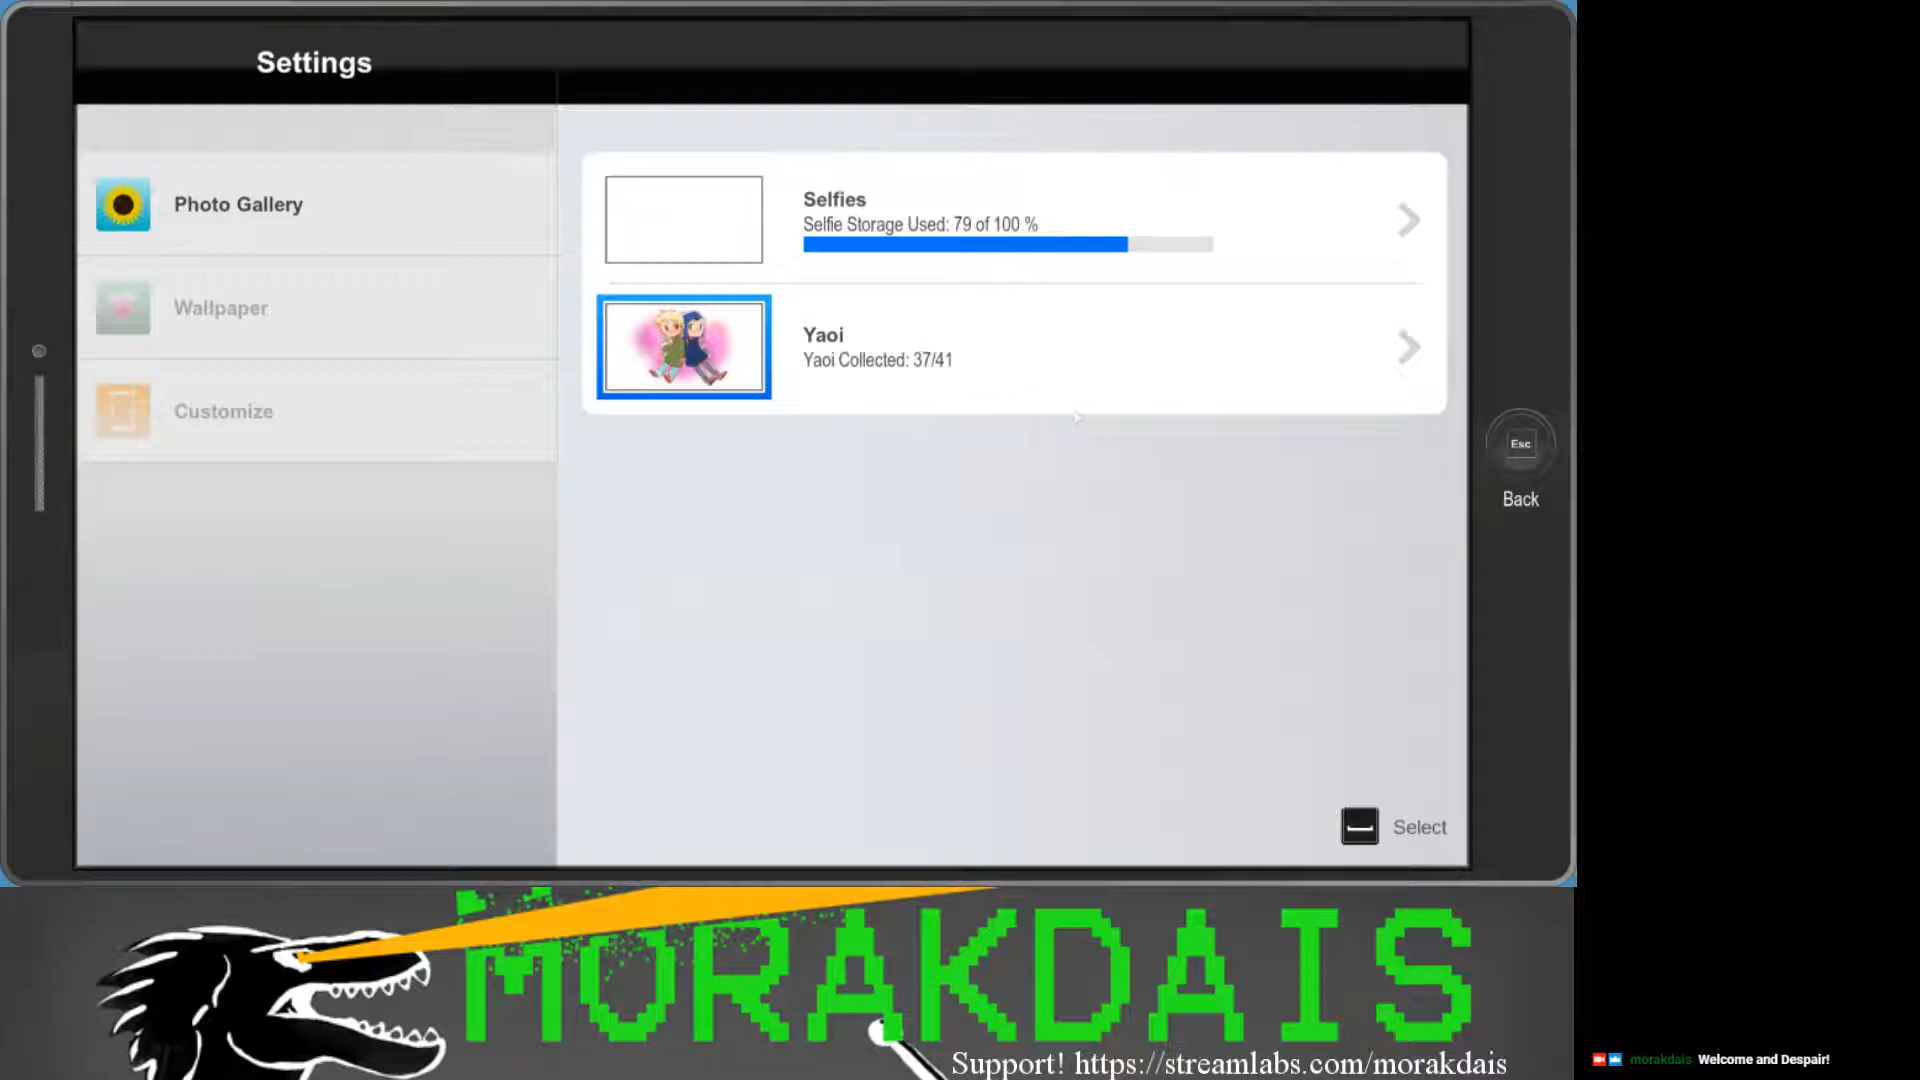 Settings
Photo Gallery
Wallpaper
Customize
Selfies
Selfie Storage Used: 79 of 100 %
Yaoi
Yaoi Collected: 37/41
Esc
Back
Select
MORAKDAIS
Support! https://streamlabs.com/morakdais
morakdais Welcome and Despair!